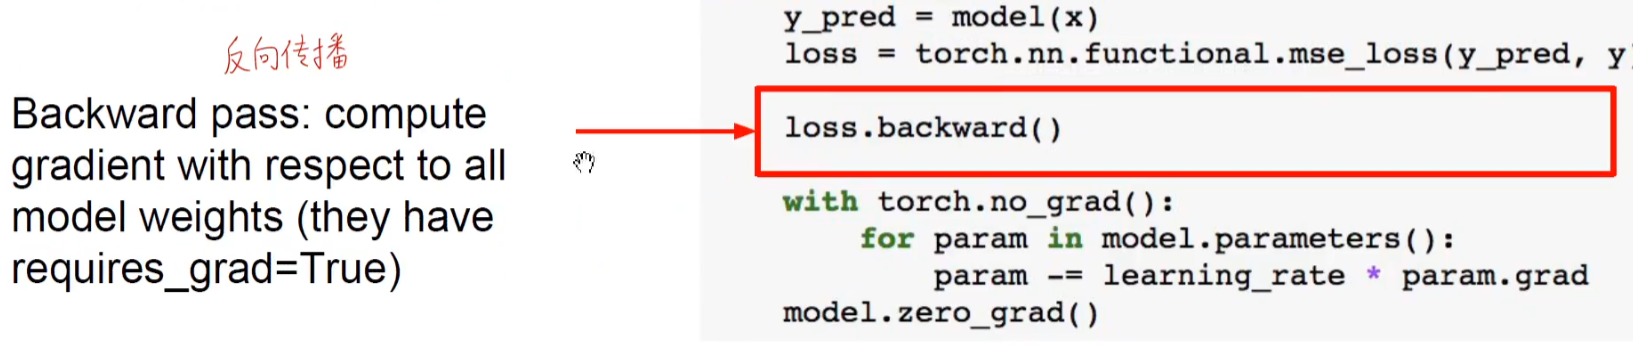 反向传播
Backward pass: compute
gradient with respect to all
model weights (they have
requires_grad=True)
y_pred = model(x)
loss = torch.nn.functional.mse_loss(y_pred, y)
loss.backward()
with torch.no_grad():
    for param in model.parameters():
        param -= learning_rate * param.grad
model.zero_grad()